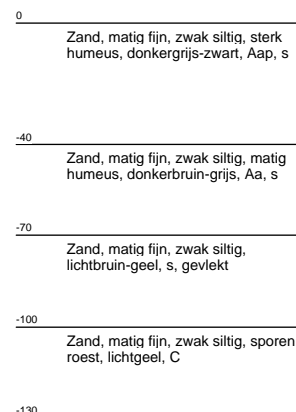 0
Zand, matig fijn, zwak siltig, sterk
humeus, donkergrijs-zwart, Aap, s
-40
Zand, matig fijn, zwak siltig, matig
humeus, donkerbruin-grijs, Aa, s
-70
Zand, matig fijn, zwak siltig,
lichtbruin-geel, s, gevlekt
-100
Zand, matig fijn, zwak siltig, sporen
roest, lichtgeel, C
-130